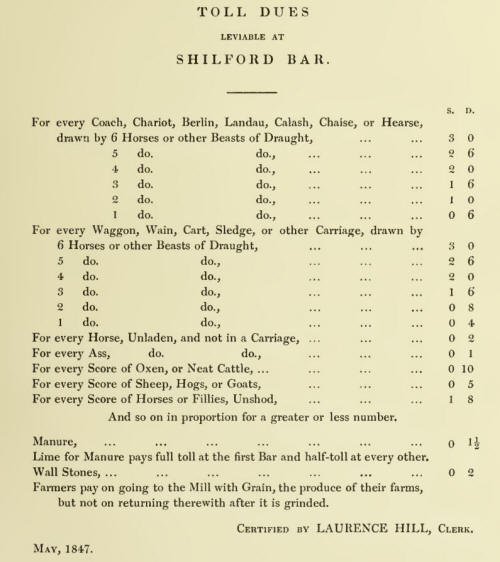 TOLL DUES
LEVIABLE AT
SHILFORD BAR.
S. D.
For every Coach, Chariot, Berlin, Landau, Calash, Chaise, or Hearse,
drawn by 6 Horses or other Beasts of Draught, ... ... 3 0
5 do. do., ... ... ... 2 6
4 do. do., ... ... ... 2 0
3 do. do., ... ... ... 1 6
2 do. do., ... ... ... 1 0
1 do. do., ... ... ... 0 6
For every Waggon, Wain, Cart, Sledge, or other Carriage, drawn by
6 Horses or other Beasts of Draught, ... ... ... 3 0
5 do. do., ... ... ... 2 6
4 do. do., ... ... ... 2 0
3 do. do., ... ... ... 1 6
2 do. do., ... ... ... 0 8
1 do. do., ... ... ... 0 4
For every Horse, Unladen, and not in a Carriage, ... ... ... 0 2
For every Ass, do. do., ... ... ... 0 1
For every Score of Oxen, or Neat Cattle, ... ... ... ... 0 10
For every Score of Sheep, Hogs, or Goats, ... ... ... 0 5
For every Score of Horses or Fillies, Unshod, ... ... ... 1 8
And so on in proportion for a greater or less number.
Manure, ... ... ... ... ... ... ... 0 1½
Lime for Manure pays full toll at the first Bar and half-toll at every other.
Wall Stones, ... ... ... ... ... ... ... 0 2
Farmers pay on going to the Mill with Grain, the produce of their farms,
but not on returning therewith after it is grinded.
Certified by LAURENCE HILL, Clerk.
May, 1847.